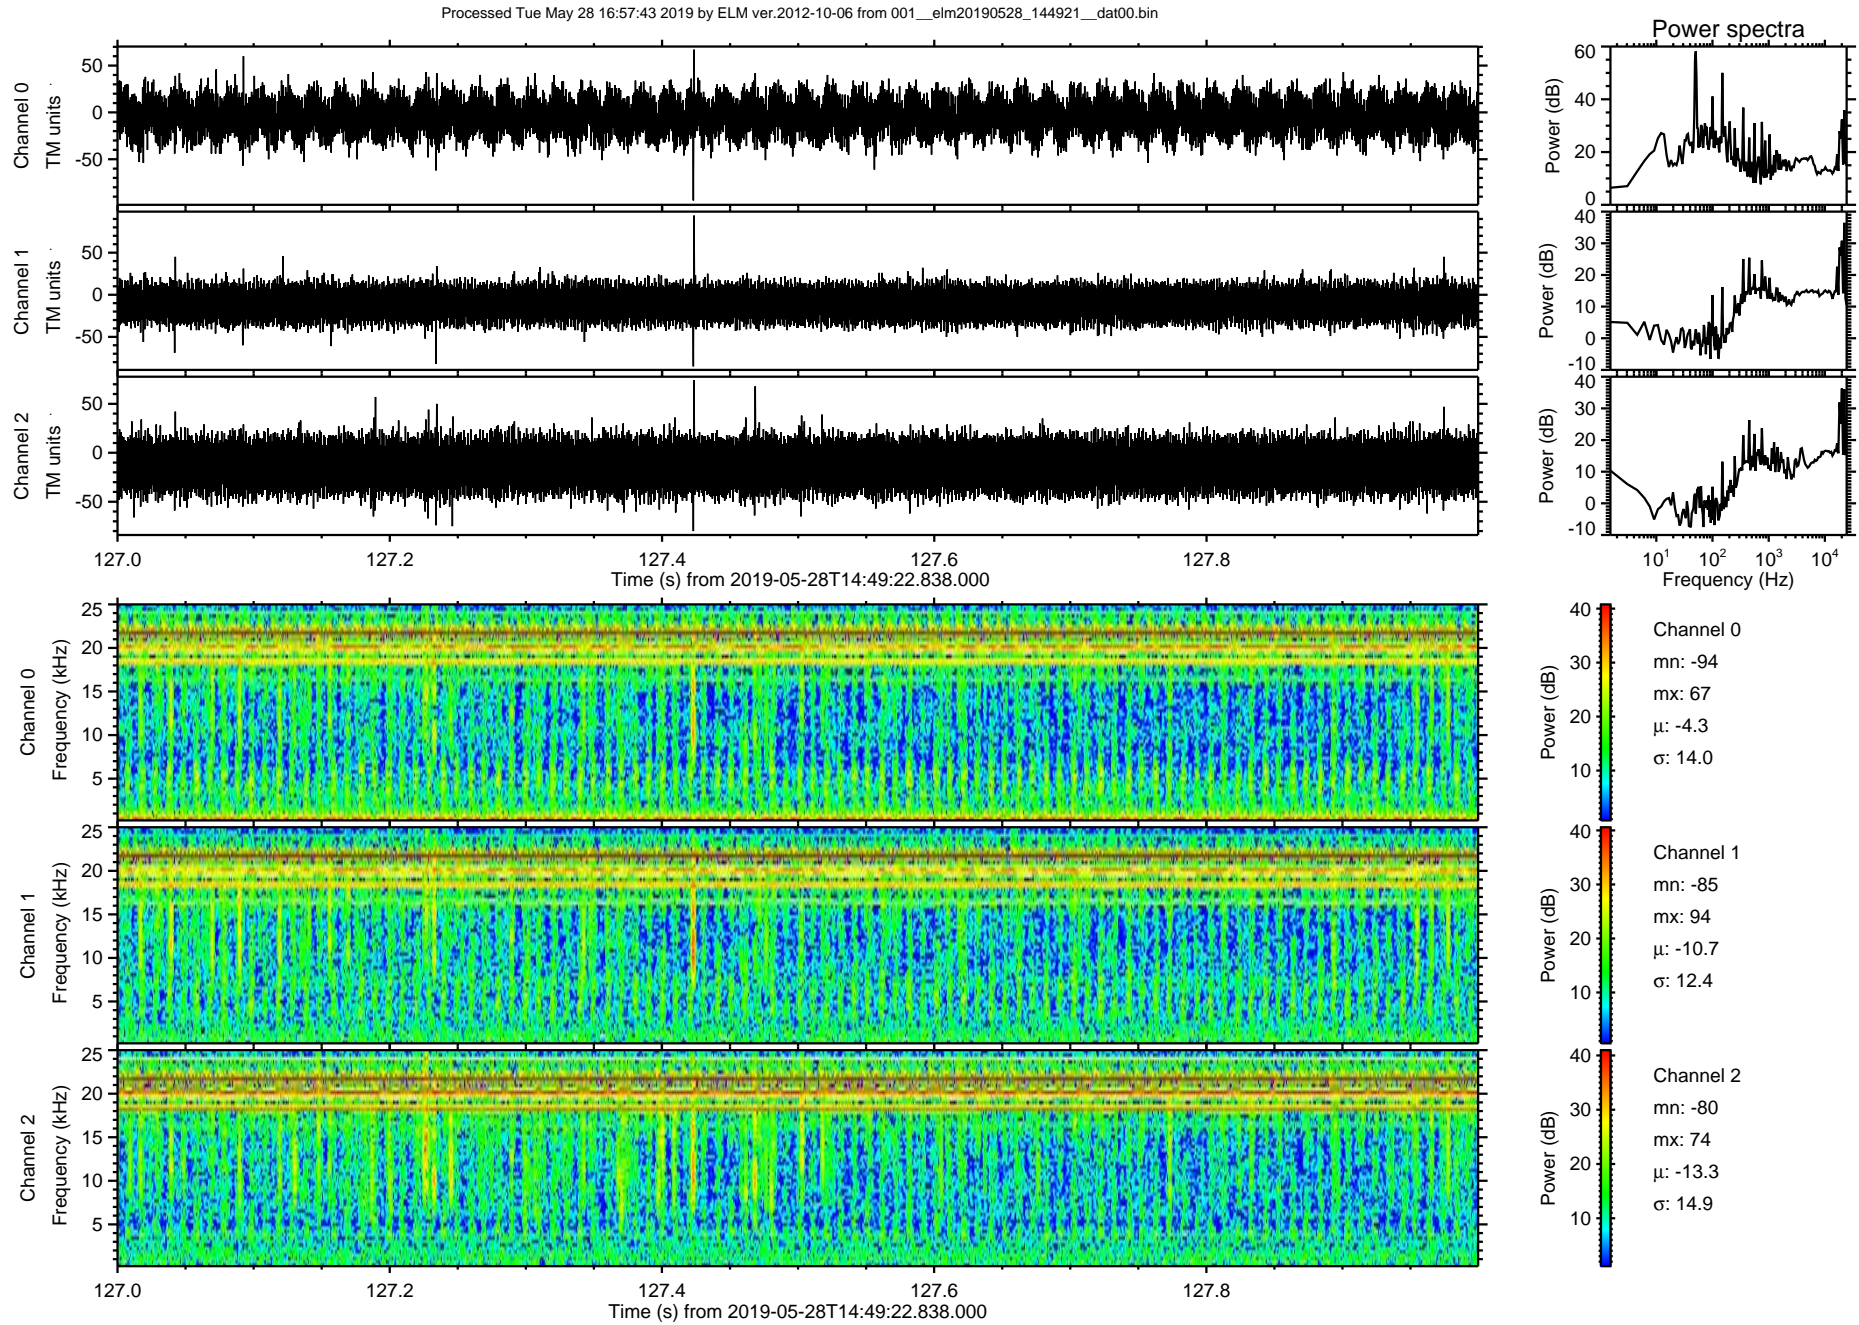 Processed Tue May 28 16:57:43 2019 by ELM ver.2012-10-06 from 001__elm20190528_144921__dat00.bin
Power spectra
Channel 0
TM units
50
0
-50
Power (dB)
60
40
20
0
Channel 1
TM units
50
0
-50
Power (dB)
40
30
20
10
0
-10
Channel 2
TM units
50
0
-50
Power (dB)
40
30
20
10
0
-10
127.0 127.2 127.4 127.6 127.8
Time (s) from 2019-05-28T14:49:22.838.000
10¹ 10² 10³ 10⁴
Frequency (Hz)
Channel 0
Frequency (kHz)
25
20
15
10
5
Power (dB)
40
30
20
10
Channel 0
mn: -94
mx: 67
μ: -4.3
σ: 14.0
Channel 1
Frequency (kHz)
25
20
15
10
5
Power (dB)
40
30
20
10
Channel 1
mn: -85
mx: 94
μ: -10.7
σ: 12.4
Channel 2
Frequency (kHz)
25
20
15
10
5
Power (dB)
40
30
20
10
Channel 2
mn: -80
mx: 74
μ: -13.3
σ: 14.9
127.0 127.2 127.4 127.6 127.8
Time (s) from 2019-05-28T14:49:22.838.000